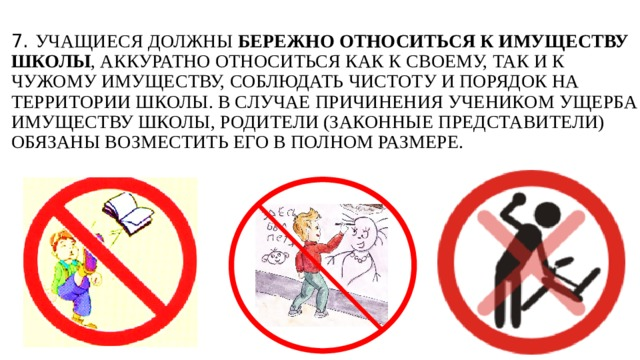 7. УЧАЩИЕСЯ ДОЛЖНЫ БЕРЕЖНО ОТНОСИТЬСЯ К ИМУЩЕСТВУ
ШКОЛЫ, АККУРАТНО ОТНОСИТЬСЯ КАК К СВОЕМУ, ТАК И К
ЧУЖОМУ ИМУЩЕСТВУ, СОБЛЮДАТЬ ЧИСТОТУ И ПОРЯДОК НА
ТЕРРИТОРИИ ШКОЛЫ. В СЛУЧАЕ ПРИЧИНЕНИЯ УЧЕНИКОМ УЩЕРБА
ИМУЩЕСТВУ ШКОЛЫ, РОДИТЕЛИ (ЗАКОННЫЕ ПРЕДСТАВИТЕЛИ)
ОБЯЗАНЫ ВОЗМЕСТИТЬ ЕГО В ПОЛНОМ РАЗМЕРЕ.